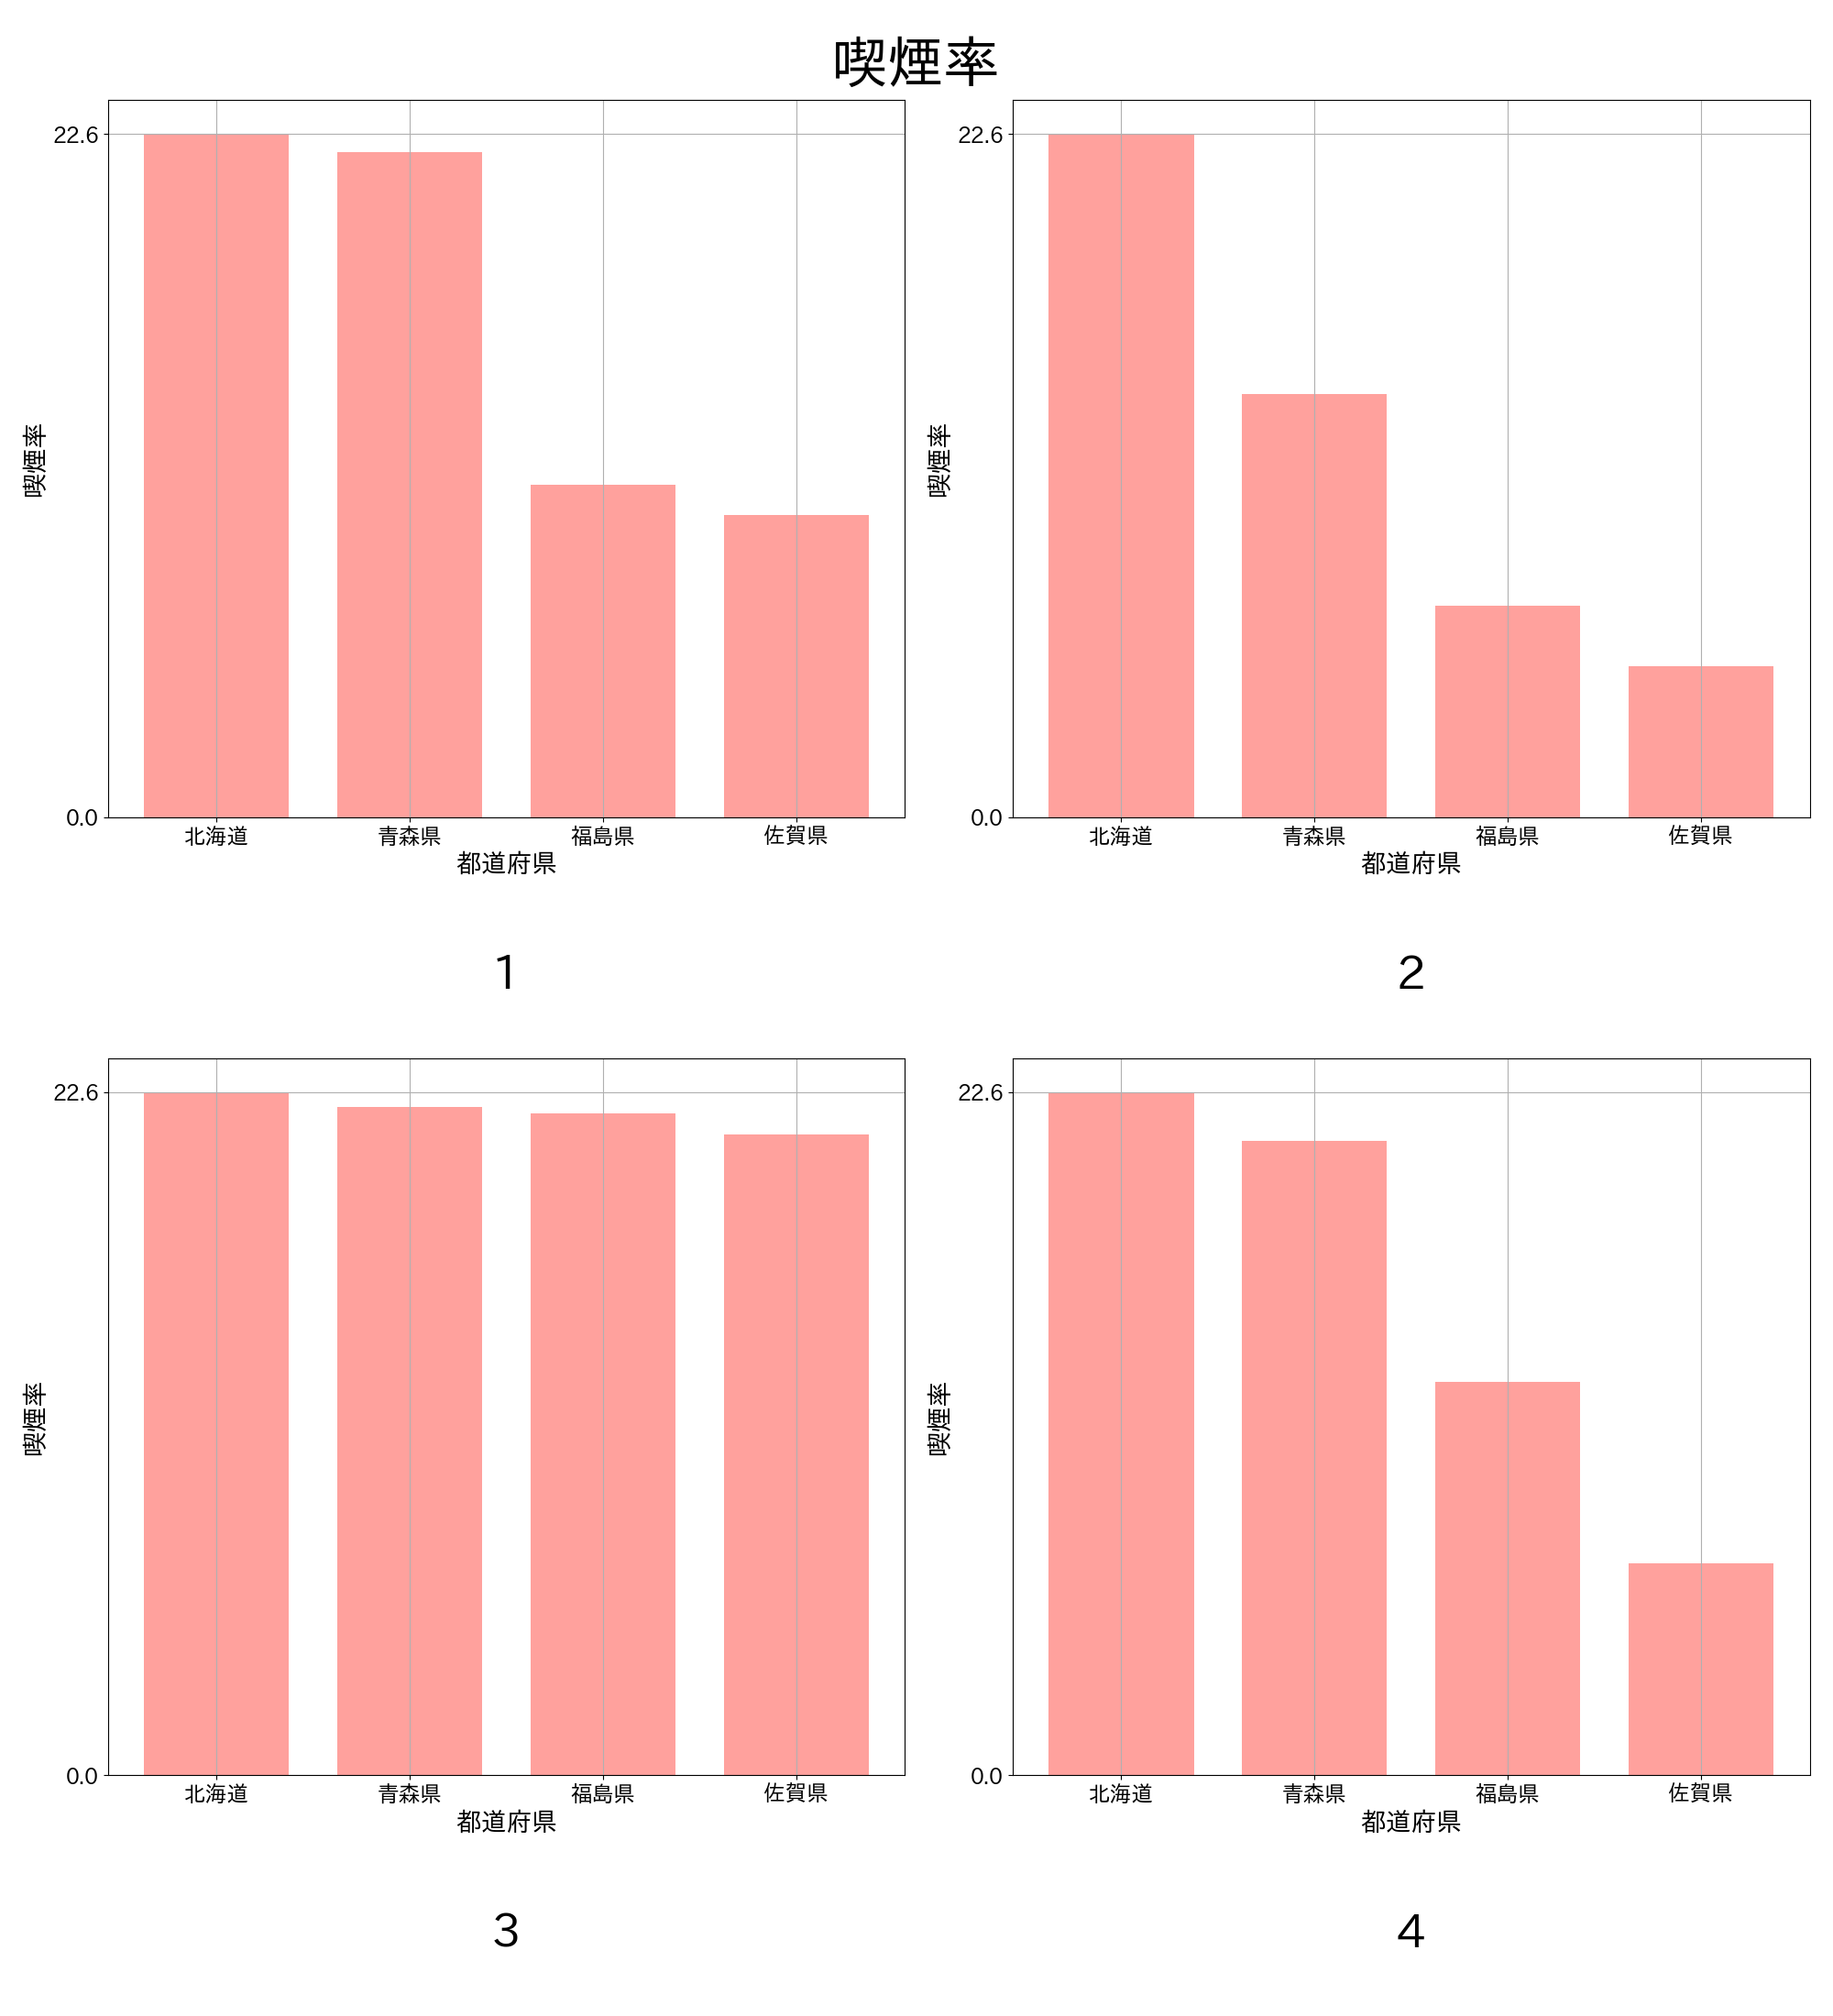 喫煙率
22.6
0.0
喫煙率
北海道 青森県 福島県 佐賀県
都道府県
1
22.6
0.0
喫煙率
北海道 青森県 福島県 佐賀県
都道府県
2
22.6
0.0
喫煙率
北海道 青森県 福島県 佐賀県
都道府県
3
22.6
0.0
喫煙率
北海道 青森県 福島県 佐賀県
都道府県
4